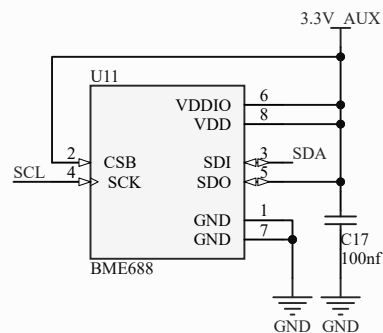 3.3V_AUX
U11
VDDIO 6
VDD 8
2 CSB
SDI 3 SDA
SCL 4 SCK
SDO 5
GND 1
GND 7
C17
100nf
BME688
GND GND